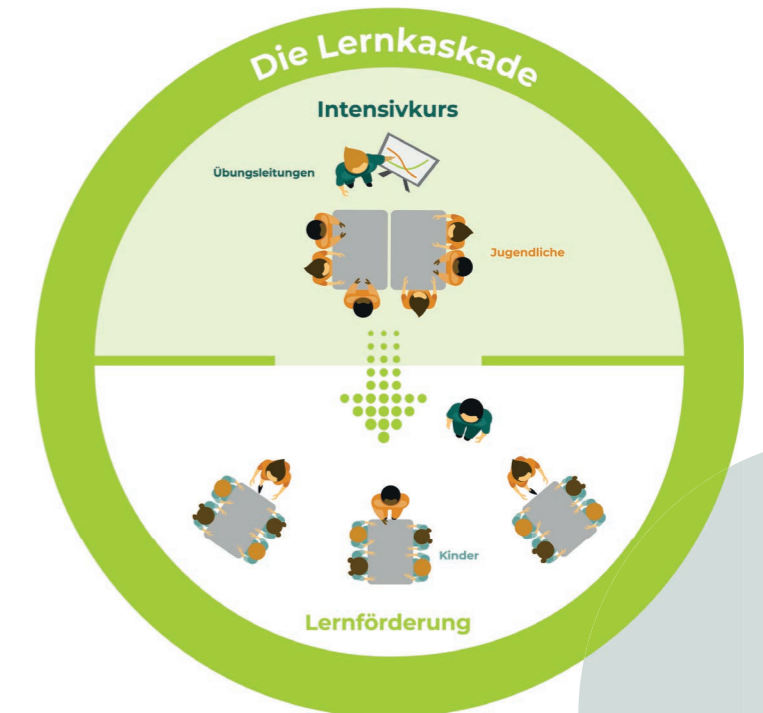 Die Lernkaskade
Intensivkurs
Übungsleitungen
Jugendliche
Kinder
Lernförderung